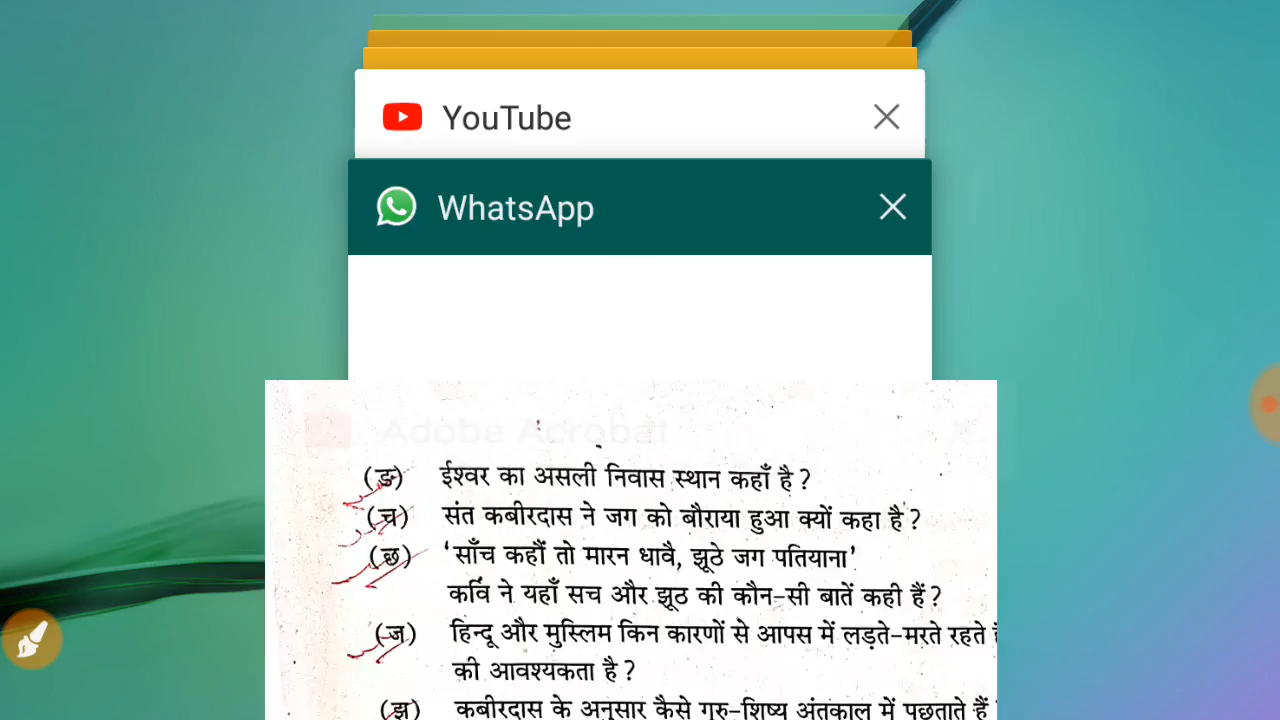 YouTube
WhatsApp
Adobe Acrobat
(ङ) ईश्वर का असली निवास स्थान कहाँ है ?
(च) संत कबीरदास ने जग को बौराया हुआ क्यों कहा है ?
(छ) 'साँच कहौं तो मारन धावै, झूठे जग पतियाना'
कवि ने यहाँ सच और झूठ की कौन-सी बातें कही हैं ?
(ज) हिन्दू और मुस्लिम किन कारणों से आपस में लड़ते-मरते रहते
की आवश्यकता है ?
(झ) कबीरदास के अनुसार कैसे गुरु-शिष्य अंतकाल में पछताते हैं